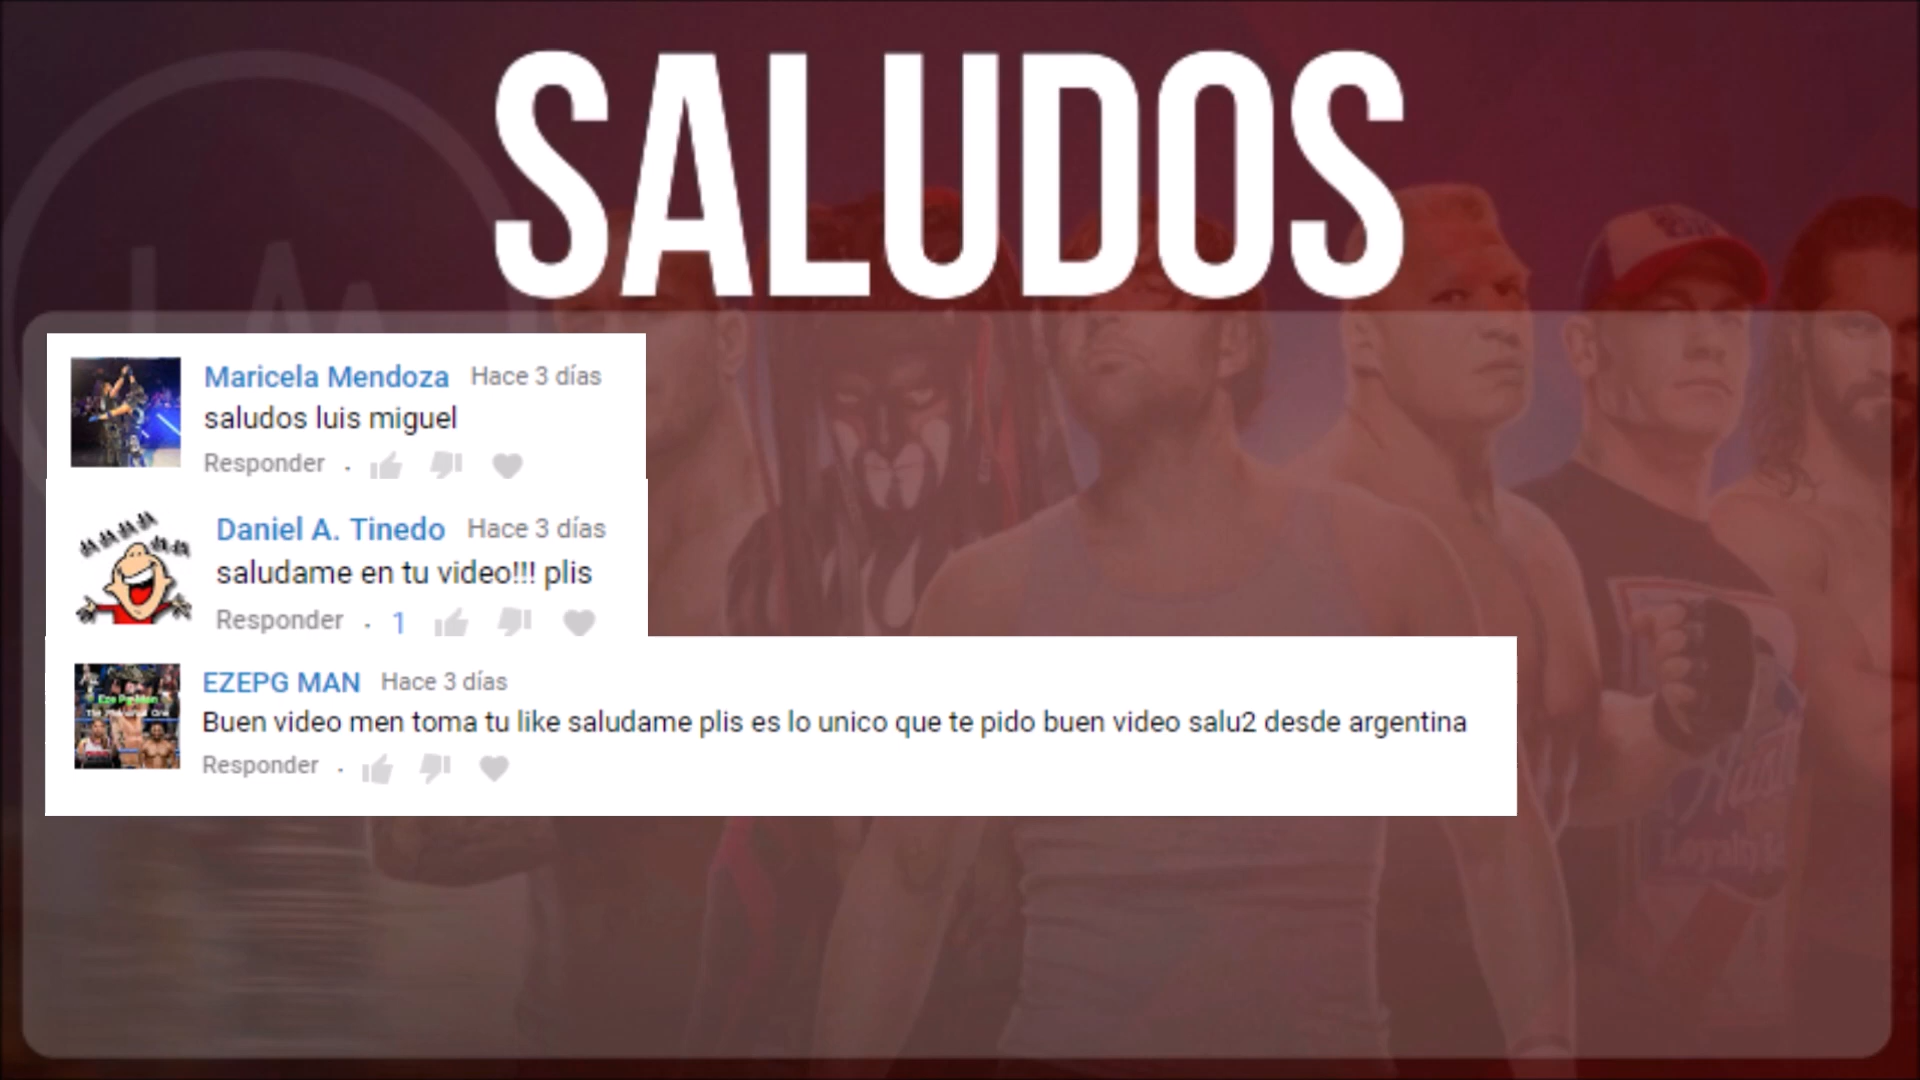 SALUDOS
Maricela Mendoza Hace 3 días
saludos luis miguel
Responder .
Daniel A. Tinedo Hace 3 días
saludame en tu video!!! plis
Responder . 1
EZEPG MAN Hace 3 días
Buen video men toma tu like saludame plis es lo unico que te pido buen video salu2 desde argentina
Responder .